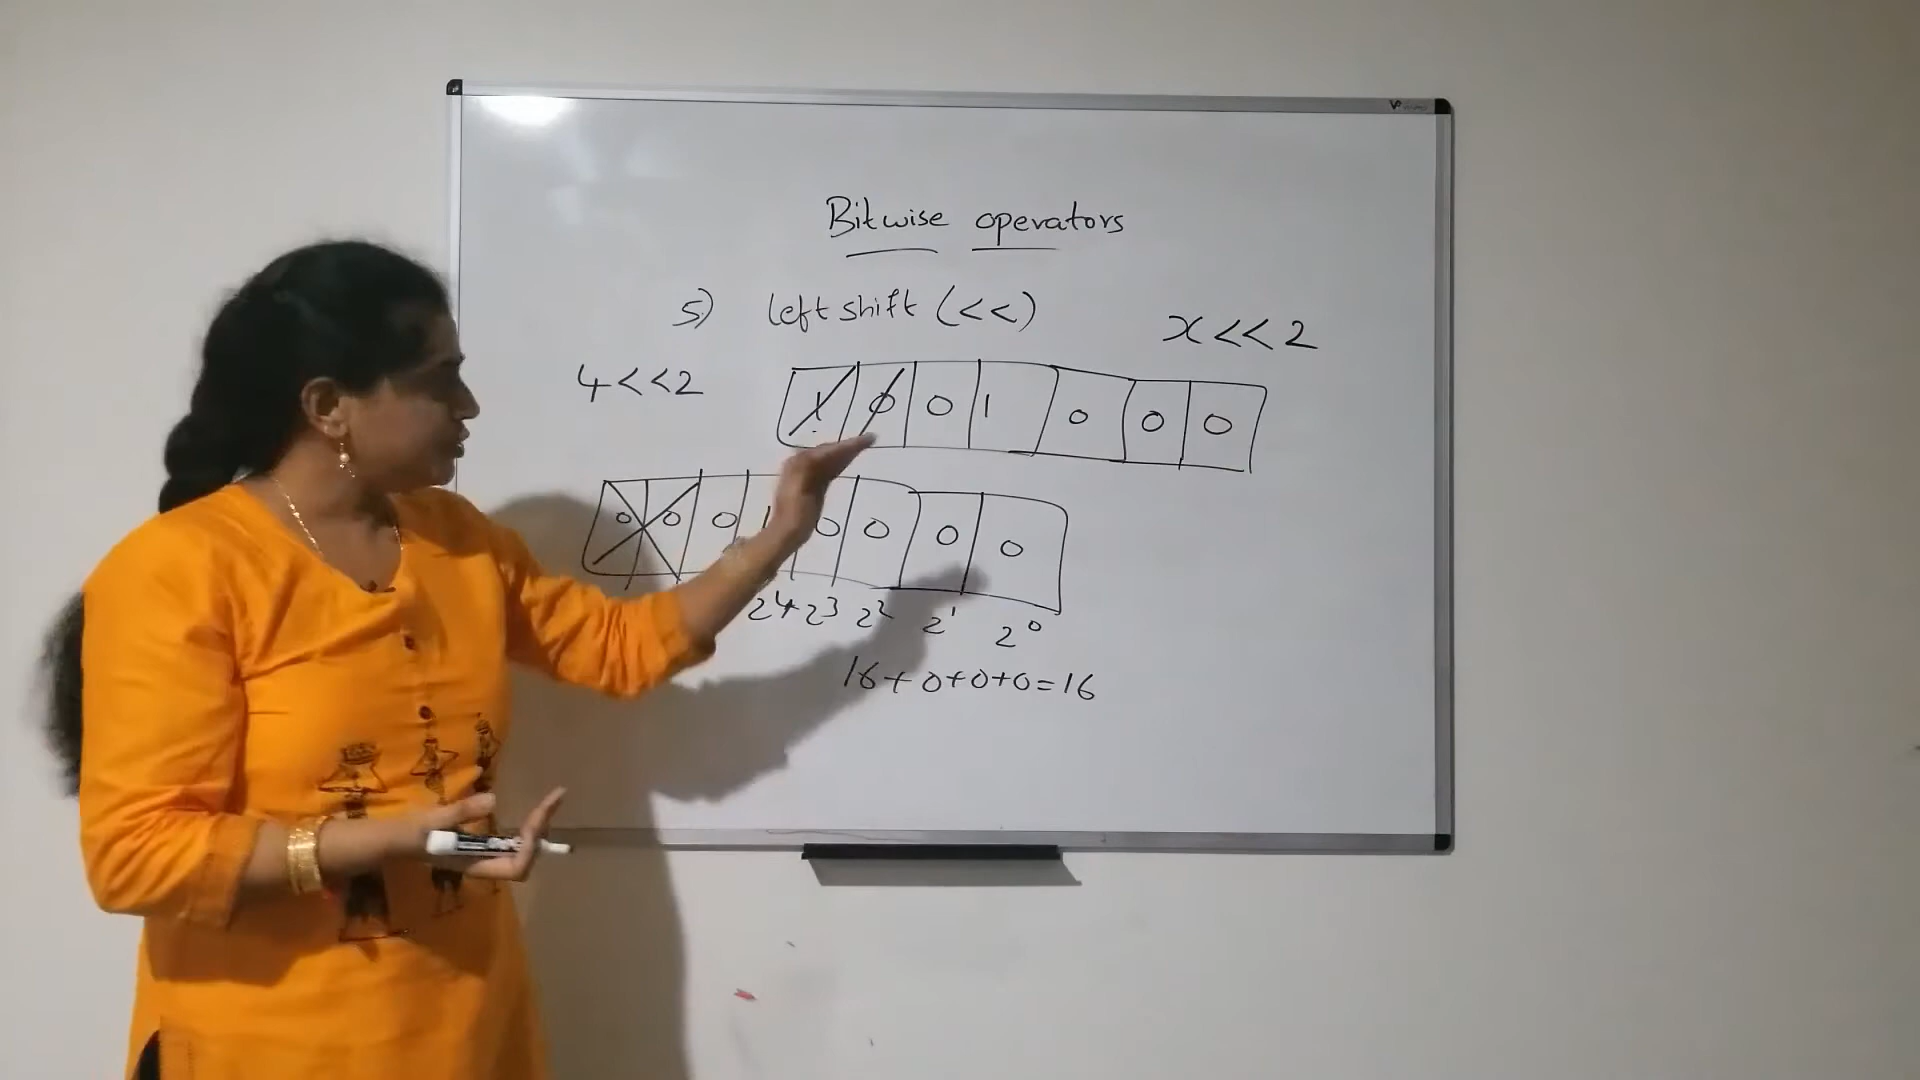 Bitwise operators
5) left shift (<<)
x<<2
4<<2
1 0 0 1 0 0 0
0 0 0 1 0 0 0 0
2⁴ 2³ 2² 2¹ 2⁰
16+0+0+0=16